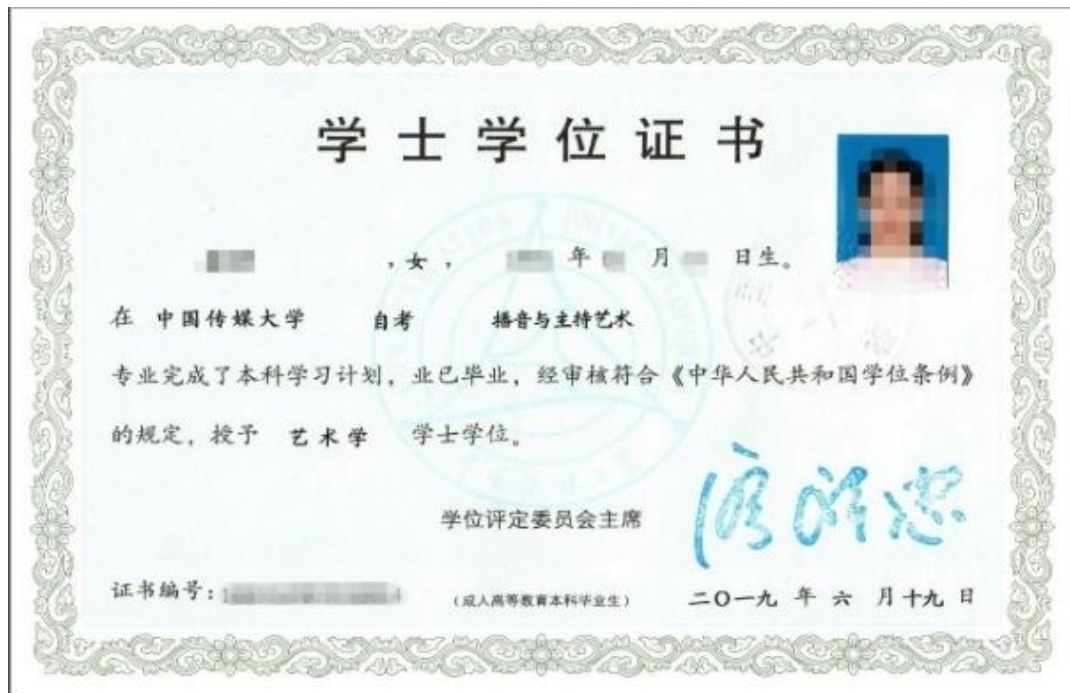 学士学位证书
，女， 年 月 日生。
在 中国传媒大学 自考 播音与主持艺术
专业完成了本科学习计划，业已毕业，经审核符合《中华人民共和国学位条例》
的规定，授予 艺术学 学士学位。
学位评定委员会主席
证书编号： （成人高等教育本科毕业生） 二〇一九 年 六 月十九 日